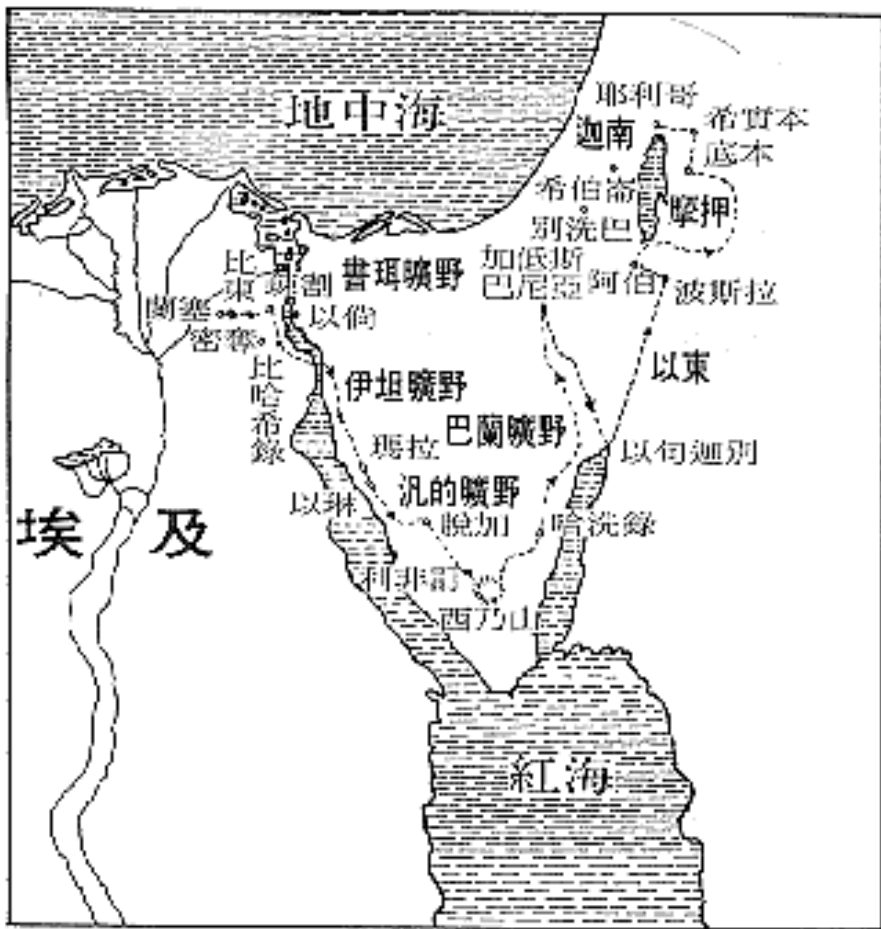 地中海
耶利哥
迦南
希實本
底本
希伯崙
摩押
別洗巴
比東
書珥曠野
加低斯
巴尼亞
阿伯
波斯拉
蘭塞
割
以倘
密奪
以東
比哈希錄
伊坦曠野
瑪拉
巴蘭曠野
以旬迦別
汛的曠野
以琳
脫加
哈洗錄
埃及
利非訂
西乃山
紅海